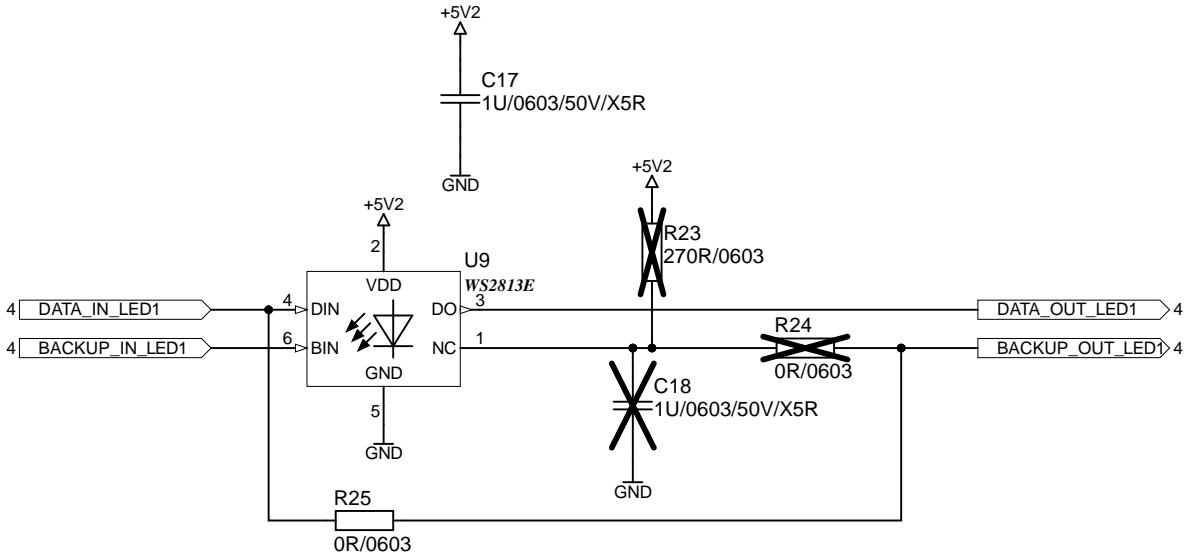 +5V2
C17
1U/0603/50V/X5R
GND
+5V2
R23
270R/0603
+5V2
2
U9
WS2813E
VDD
4 DATA_IN_LED1 4 DIN DO 3 DATA_OUT_LED1 4
4 BACKUP_IN_LED1 6 BIN NC 1 R24 BACKUP_OUT_LED1 4
0R/0603
GND
C18
1U/0603/50V/X5R
5
GND
GND
R25
0R/0603